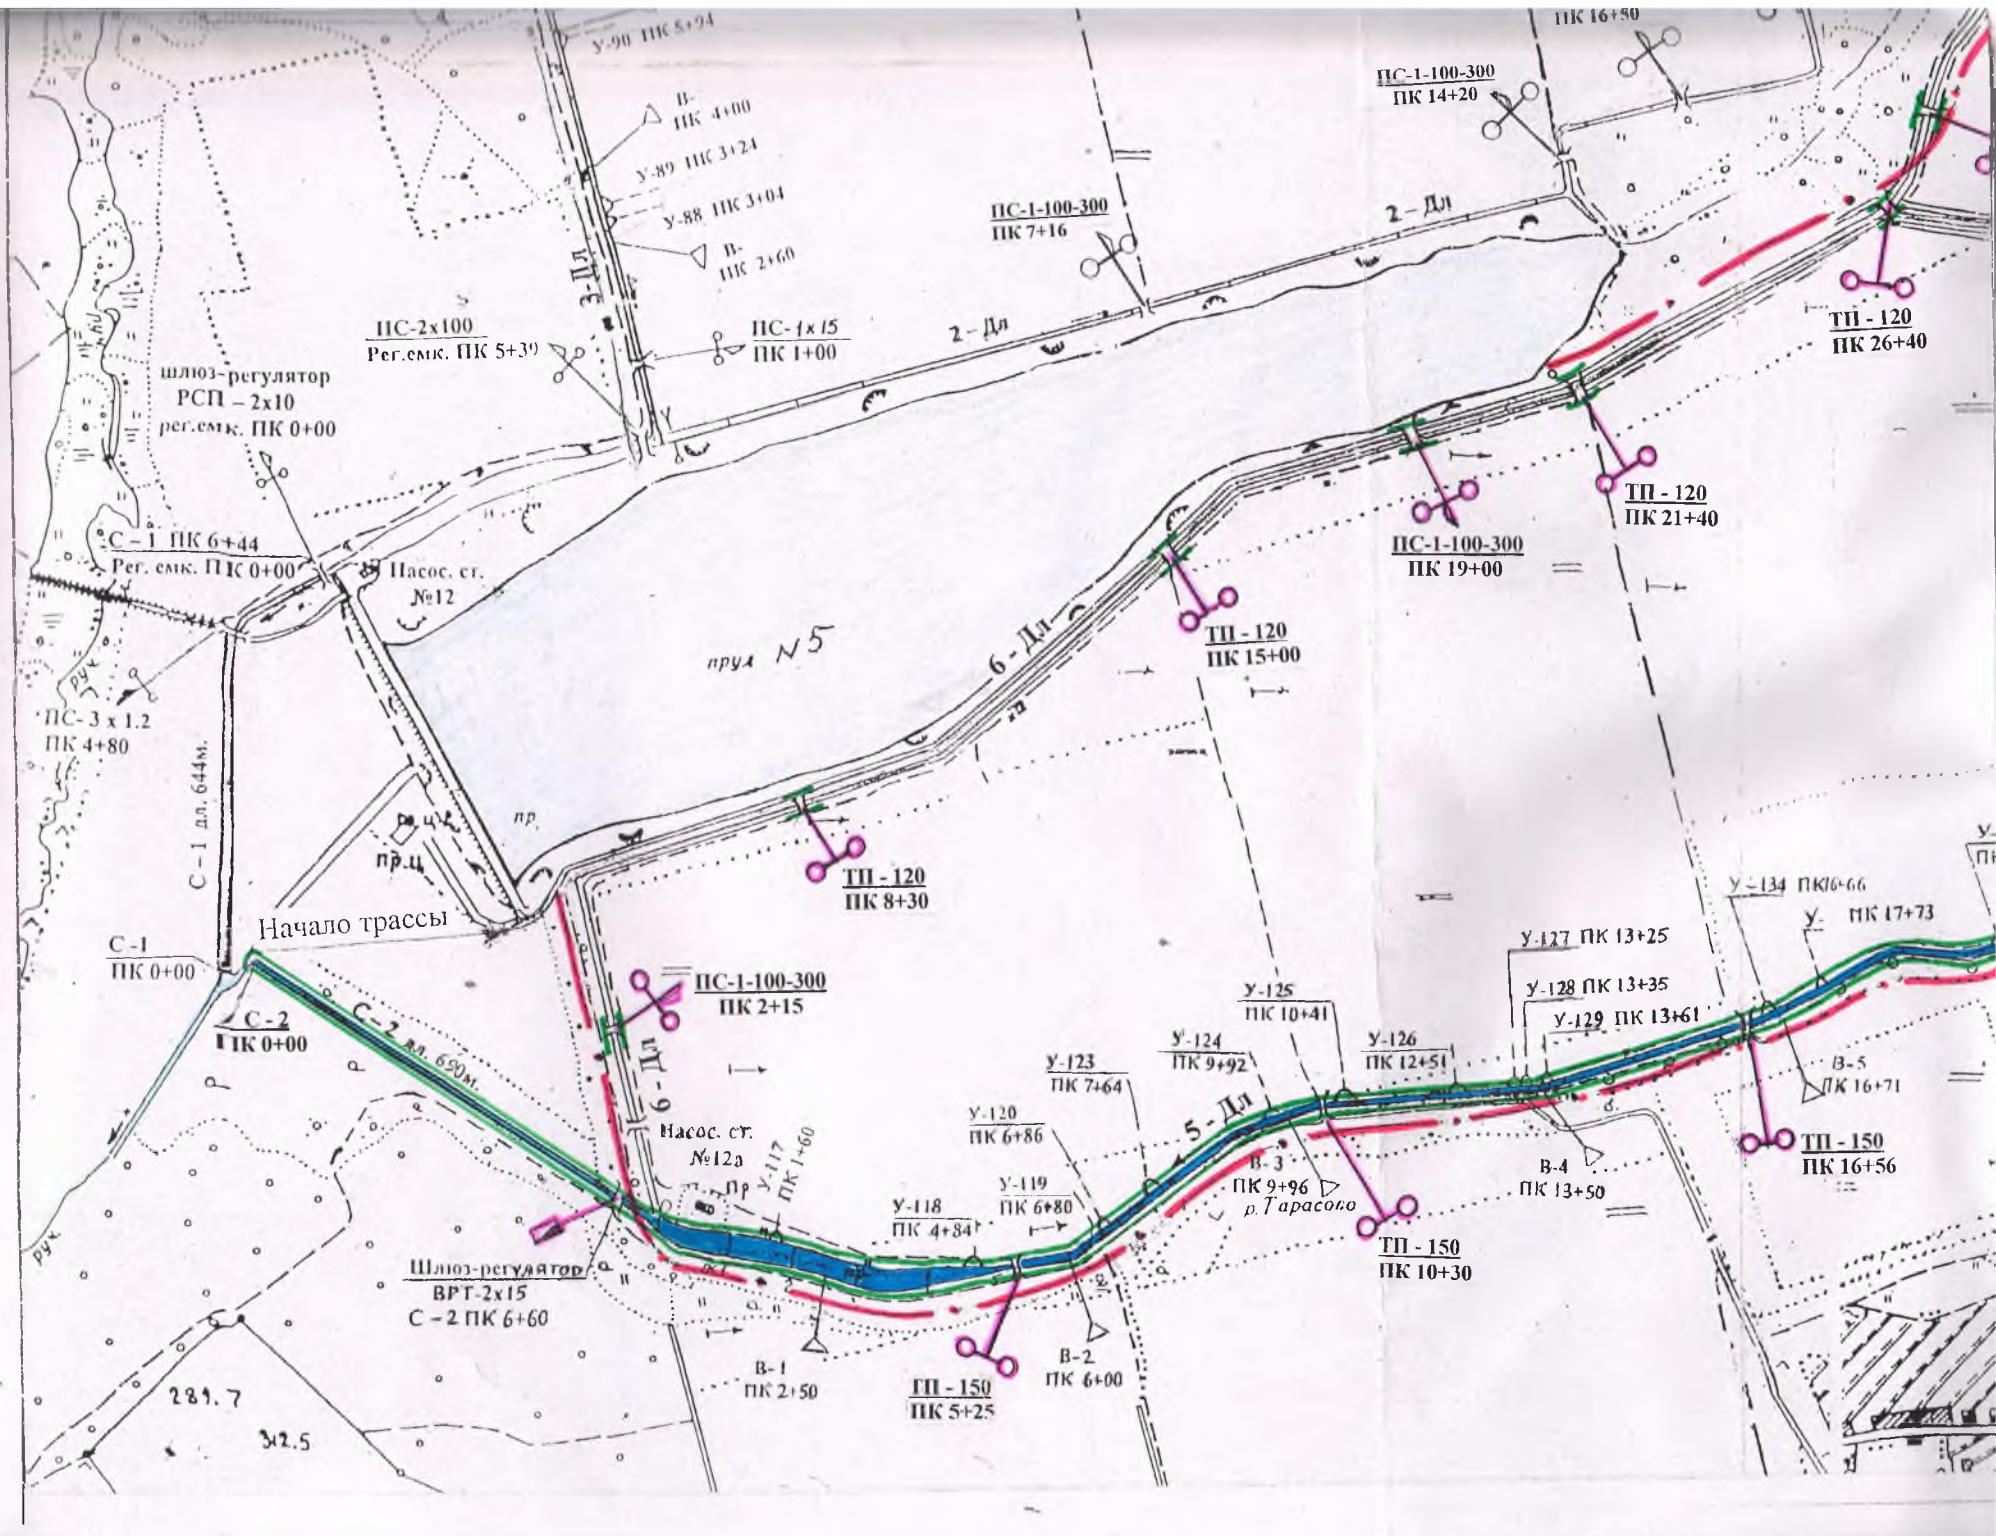 У-90 ПК 5+94
ПК 16+50
В-
ПК 4+00
У-89 ПК 3+24
У-88 ПК 3+04
В-
ПК 2+60
ПС-1-100-300
ПК 14+20
ПС-1-100-300
ПК 7+16
2 - Дл
2 - Дл
ПС-2х100
Рег.емк. ПК 5+39
ПС-1х15
ПК 1+00
ТП - 120
ПК 26+40
шлюз-регулятор
РСП – 2х10
рег.емк. ПК 0+00
С – 1 ПК 6+44
Рег. емк. ПК 0+00
Насос. ст.
№12
ТП - 120
ПК 21+40
ПС-1-100-300
ПК 19+00
пруд N5
6 - Дл
ТП - 120
ПК 15+00
рук
ПС- 3 х 1.2
ПК 4+80
С – 1 дл. 644м.
пр.
пр.ц
ТП - 120
ПК 8+30
Начало трассы
С -1
ПК 0+00
С – 2
ПК 0+00
С - 2 дл. 690м.
ПС-1-100-300
ПК 2+15
6 - Дл
Насос. ст.
№12а
Пр
У-117
ПК 1+60
У-134 ПК16+66
У- ПК 17+73
У-127 ПК 13+25
У-128 ПК 13+35
У-129 ПК 13+61
У-125
ПК 10+41
У-126
ПК 12+51
У-124
ПК 9+92
У-123
ПК 7+64
У-120
ПК 6+86
У-119
ПК 6+80
У-118
ПК 4+84
5 - Дл
В-5
ПК 16+71
ТП - 150
ПК 16+56
В-4
ПК 13+50
В-3
ПК 9+96
р. Тарасово
ТП - 150
ПК 10+30
Шлюз-регулятор
ВРТ-2х15
С – 2 ПК 6+60
рук.
В-1
ПК 2+50
ТП - 150
ПК 5+25
В-2
ПК 6+00
281.7
312.5